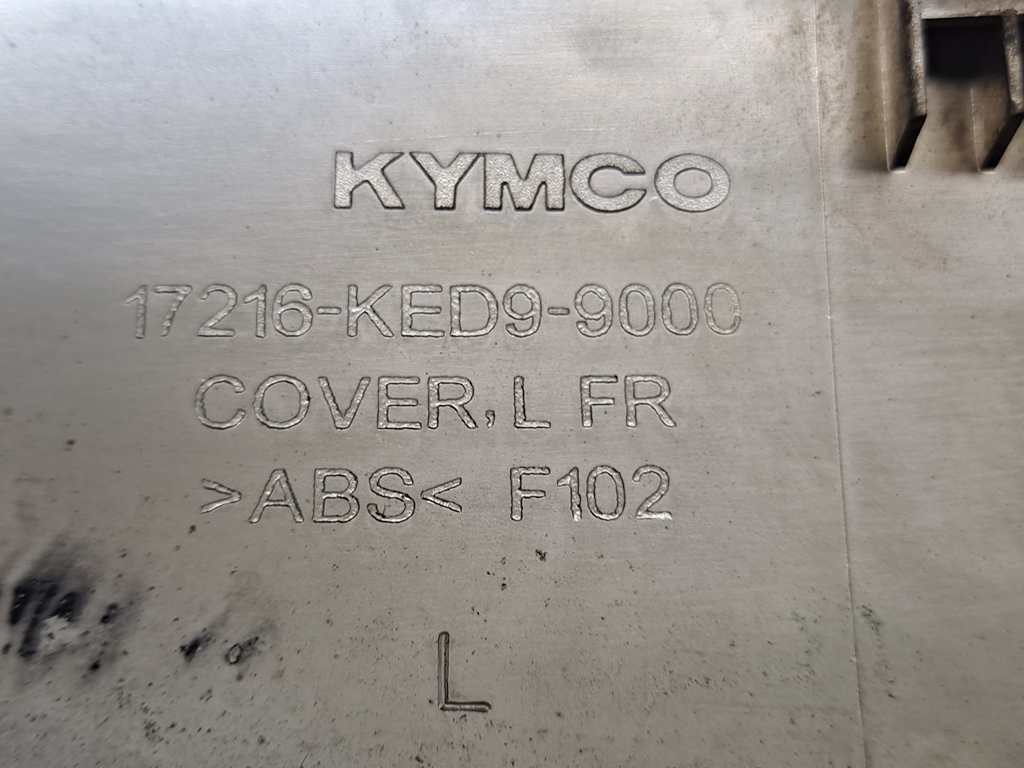 KYMCO
17216-KED9-9000
COVER, L FR
>ABS< F102
L